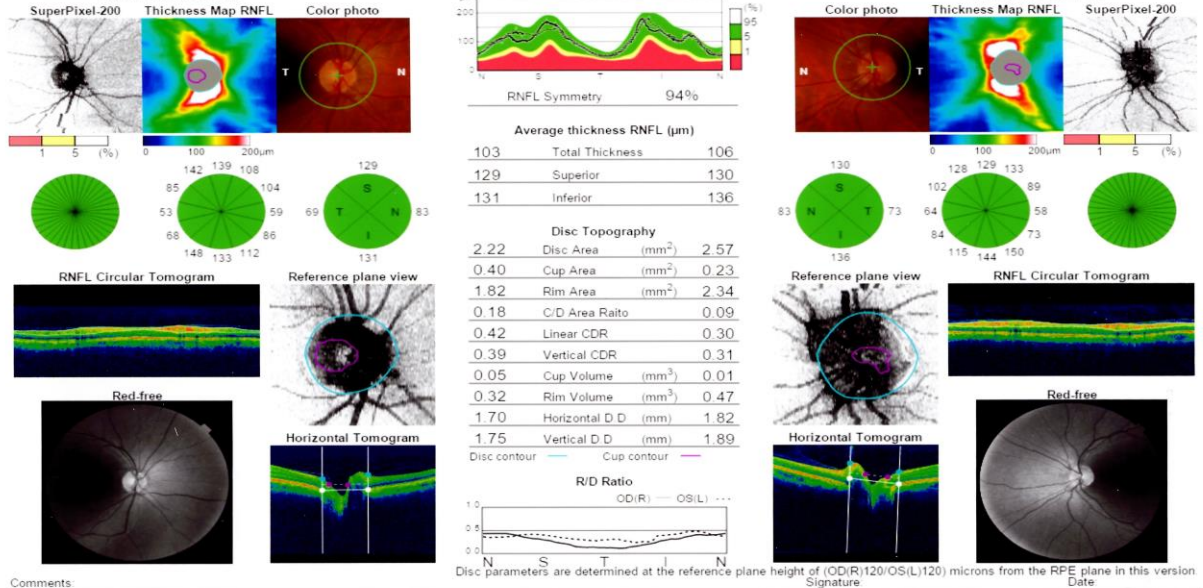 SuperPixel-200
Thickness Map RNFL
Color photo
T
N
1 5 (%)
0 100 200μm
142 139 108
85 104
53 59
68 86
148 133 112
129
S
69 T N 83
I
131
RNFL Circular Tomogram
Reference plane view
Red-free
Horizontal Tomogram
Comments:
200
100
0
N S T I N
(%)
95
5
1
RNFL Symmetry 94%
Average thickness RNFL (μm)
103 Total Thickness 106
129 Superior 130
131 Inferior 136
Disc Topography
2.22 Disc Area (mm²) 2.57
0.40 Cup Area (mm²) 0.23
1.82 Rim Area (mm²) 2.34
0.18 C/D Area Raito 0.09
0.42 Linear CDR 0.30
0.39 Vertical CDR 0.31
0.05 Cup Volume (mm³) 0.01
0.32 Rim Volume (mm³) 0.47
1.70 Horizontal D.D (mm) 1.82
1.75 Vertical D.D (mm) 1.89
Disc contour Cup contour
R/D Ratio
OD(R) OS(L)
1.0
0.5
0.0
N S T I N
Disc parameters are determined at the reference plane height of (OD(R)120/OS(L)120) microns from the RPE plane in this version
Signature: Date:
Color photo
Thickness Map RNFL
SuperPixel-200
N
T
0 100 200μm
1 5 (%)
130
S
83 N T 73
I
136
128 129 133
102 89
64 58
84 73
115 144 150
Reference plane view
RNFL Circular Tomogram
Horizontal Tomogram
Red-free